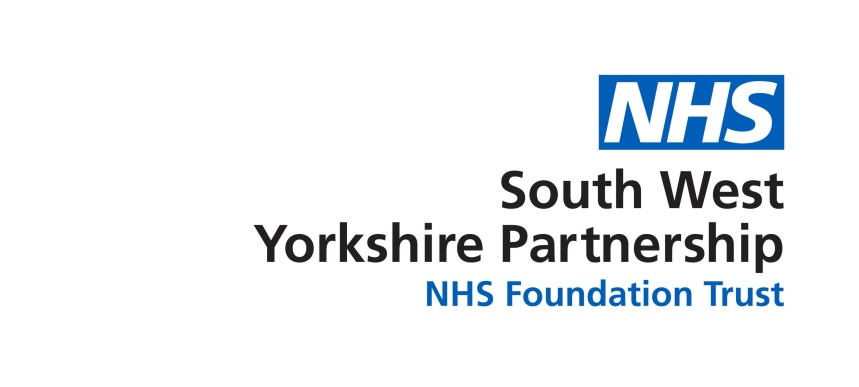 NHS
South West
Yorkshire Partnership
NHS Foundation Trust